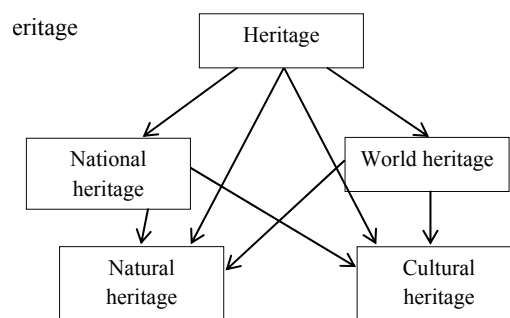 eritage
Heritage
National
heritage
World heritage
Natural
heritage
Cultural
heritage